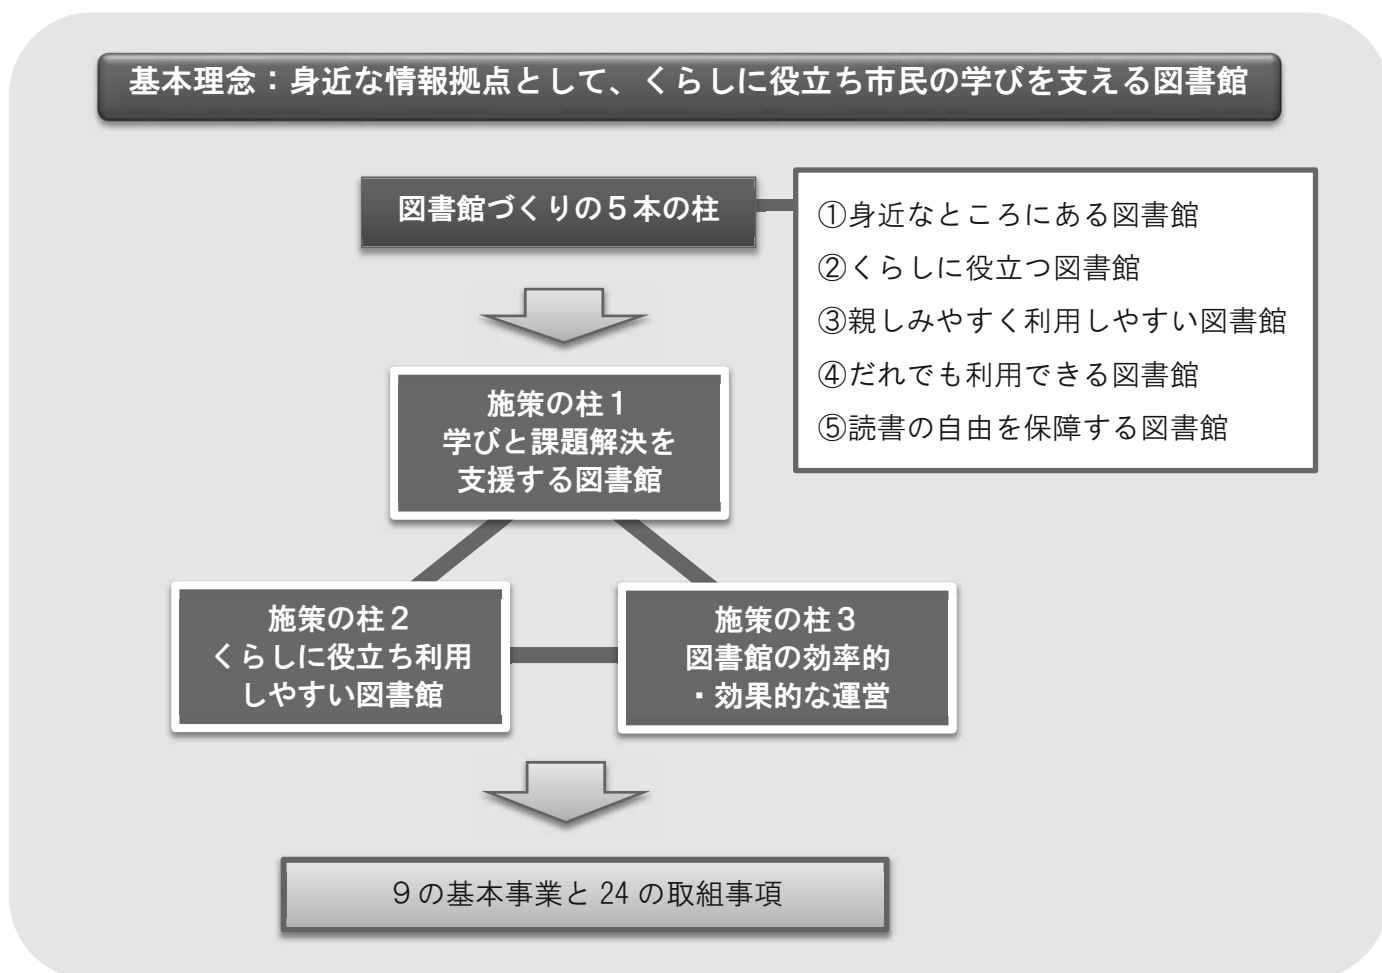 基本理念：身近な情報拠点として、くらしに役立ち市民の学びを支える図書館
図書館づくりの５本の柱
①身近なところにある図書館
②くらしに役立つ図書館
③親しみやすく利用しやすい図書館
④だれでも利用できる図書館
⑤読書の自由を保障する図書館
施策の柱１
学びと課題解決を
支援する図書館
施策の柱２
くらしに役立ち利用
しやすい図書館
施策の柱３
図書館の効率的
・効果的な運営
９の基本事業と 24 の取組事項